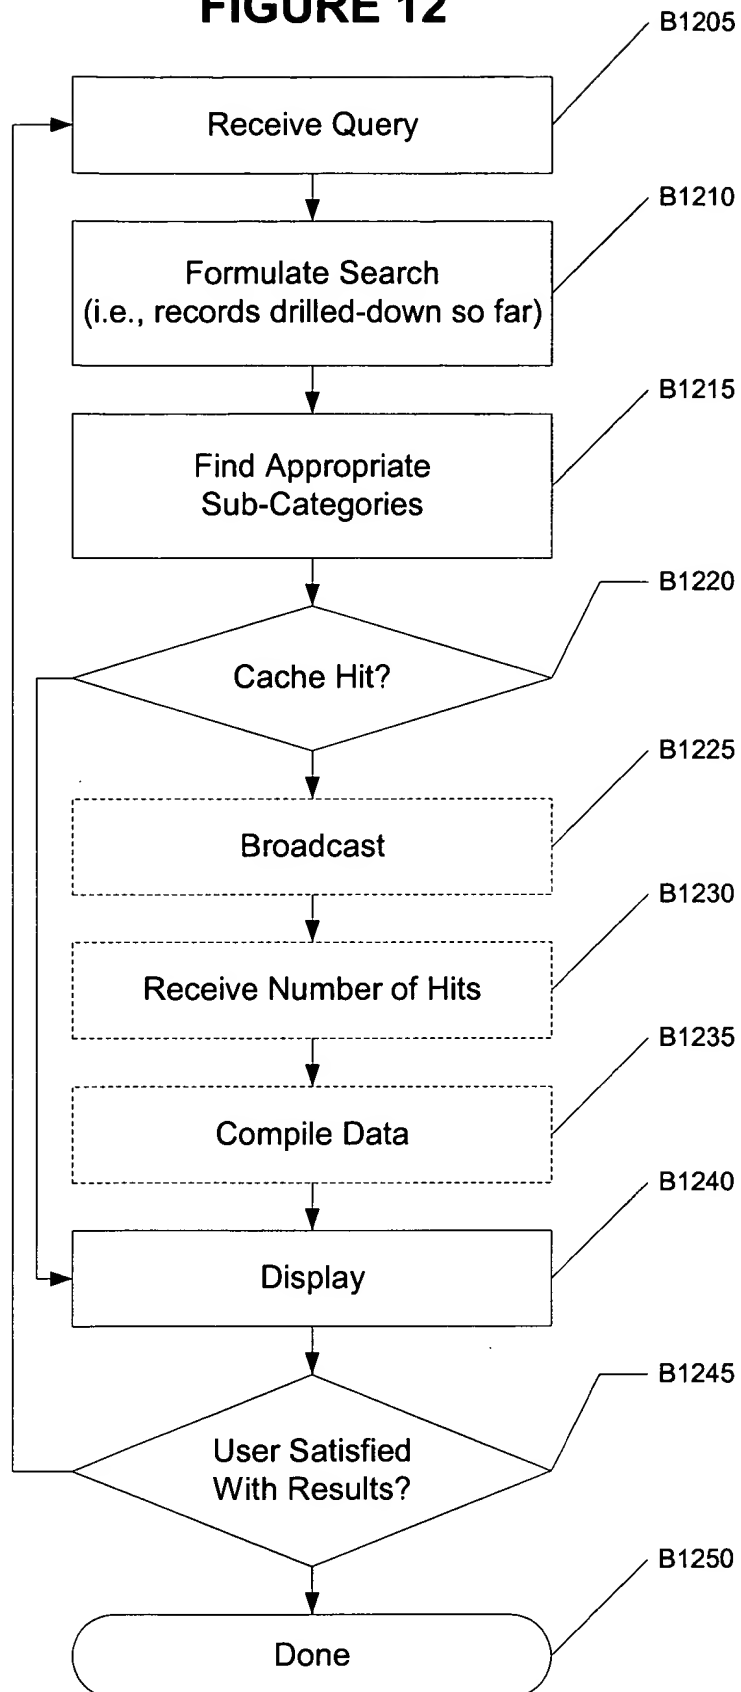 FIGURE 12
B1205
Receive Query
B1210
Formulate Search
(i.e., records drilled-down so far)
B1215
Find Appropriate
Sub-Categories
B1220
Cache Hit?
B1225
Broadcast
B1230
Receive Number of Hits
B1235
Compile Data
B1240
Display
B1245
User Satisfied
With Results?
B1250
Done